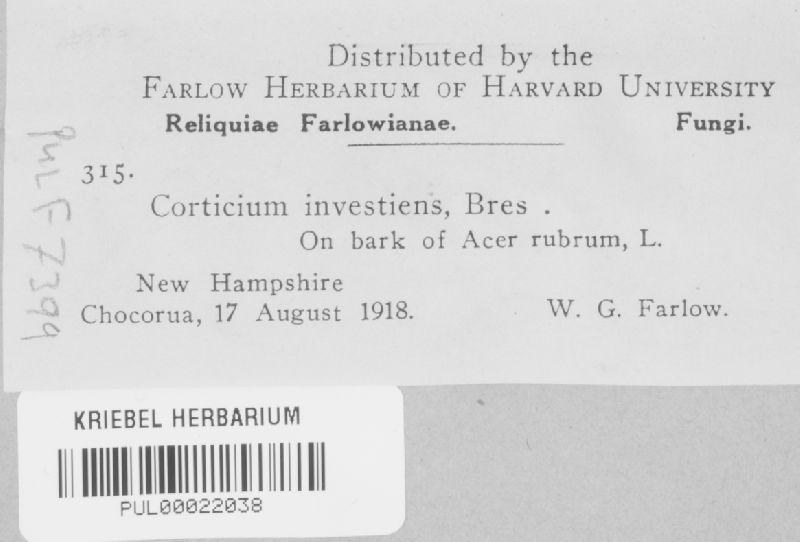 Distributed by the
FARLOW HERBARIUM OF HARVARD UNIVERSITY
Reliquiae Farlowianae. Fungi.
315.
Corticium investiens, Bres .
On bark of Acer rubrum, L.
New Hampshire
Chocorua, 17 August 1918. W. G. Farlow.
PUL F-7399
KRIEBEL HERBARIUM
PUL00022038